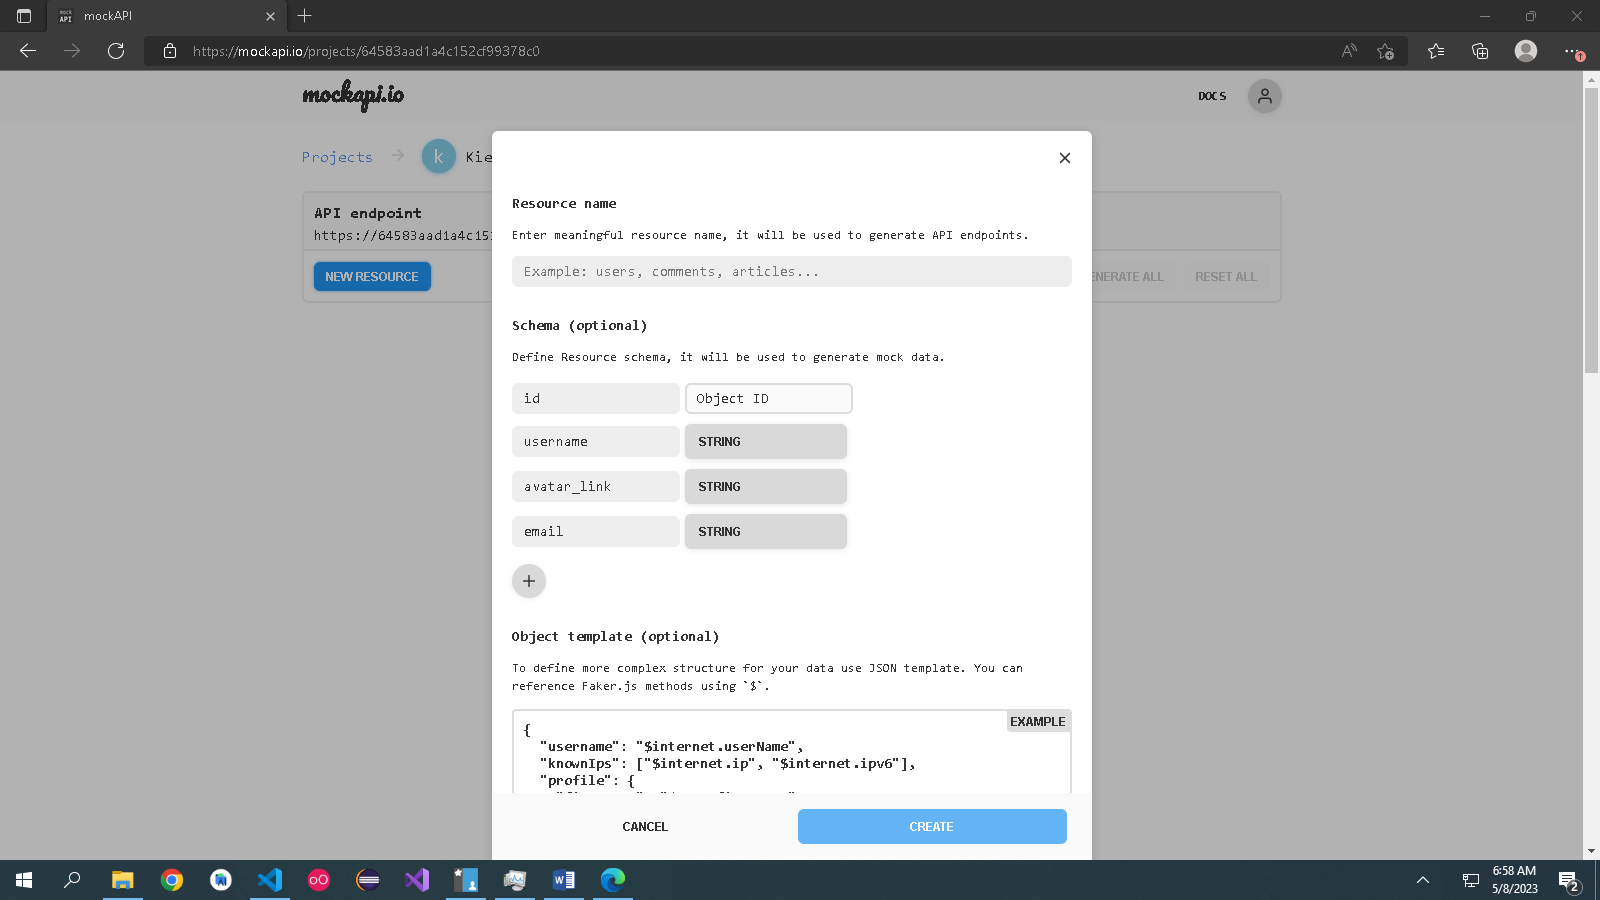 mockAPI
https://mockapi.io/projects/64583aad1a4c152cf99378c0
mockapi.io
DOCS
Projects
k
Kie
API endpoint
https://64583aad1a4c15
NEW RESOURCE
ENERATE ALL
RESET ALL
Resource name
Enter meaningful resource name, it will be used to generate API endpoints.
Example: users, comments, articles...
Schema (optional)
Define Resource schema, it will be used to generate mock data.
id
Object ID
username
STRING
avatar_link
STRING
email
STRING
Object template (optional)
To define more complex structure for your data use JSON template. You can
reference Faker.js methods using `$`.
EXAMPLE
{
"username": "$internet.userName",
"knownIps": ["$internet.ip", "$internet.ipv6"],
"profile": {
CANCEL
CREATE
6:58 AM
5/8/2023
2